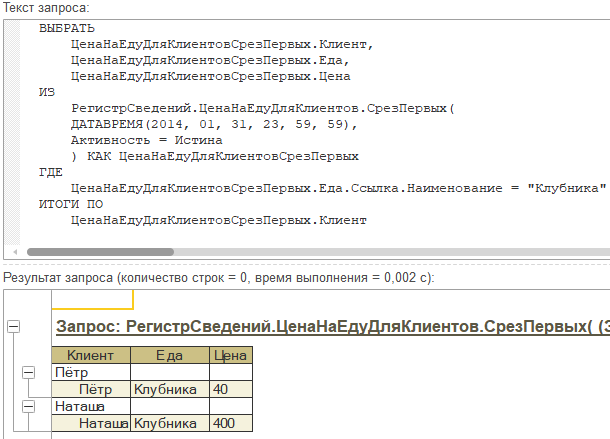 Текст запроса:
ВЫБРАТЬ
ЦенаНаЕдуДляКлиентовСрезПервых.Клиент,
ЦенаНаЕдуДляКлиентовСрезПервых.Еда,
ЦенаНаЕдуДляКлиентовСрезПервых.Цена
ИЗ
РегистрСведений.ЦенаНаЕдуДляКлиентов.СрезПервых(
ДАТАВРЕМЯ(2014, 01, 31, 23, 59, 59),
Активность = Истина
) КАК ЦенаНаЕдуДляКлиентовСрезПервых
ГДЕ
ЦенаНаЕдуДляКлиентовСрезПервых.Еда.Ссылка.Наименование = "Клубника"
ИТОГИ ПО
ЦенаНаЕдуДляКлиентовСрезПервых.Клиент
Результат запроса (количество строк = 0, время выполнения = 0,002 с):
Запрос: РегистрСведений.ЦенаНаЕдуДляКлиентов.СрезПервых( (З
Клиент Еда Цена
Пётр
Пётр Клубника 40
Наташа
Наташа Клубника 400